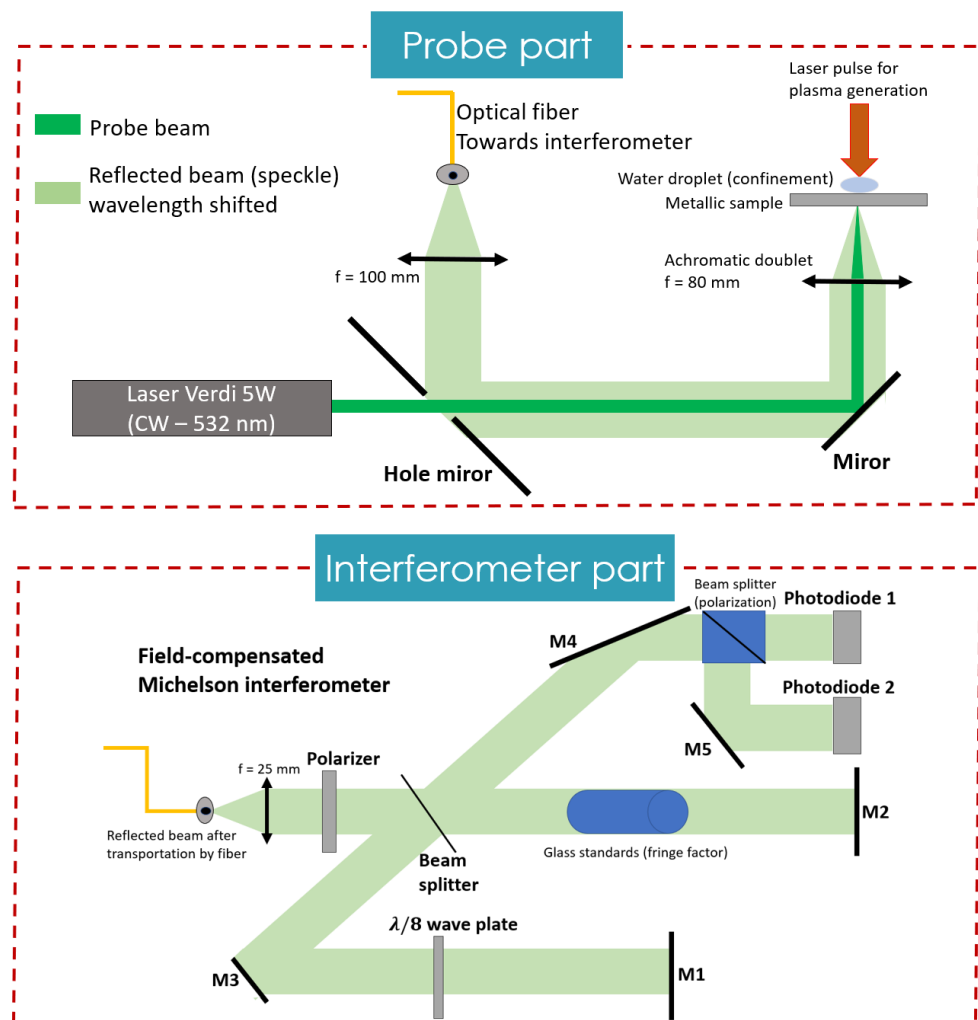 Probe part
Laser pulse for
plasma generation
Optical fiber
Towards interferometer
Probe beam
Reflected beam (speckle)
wavelength shifted
Water droplet (confinement)
Metallic sample
f = 100 mm
Achromatic doublet
f = 80 mm
Laser Verdi 5W
(CW – 532 nm)
Hole miror
Miror
Interferometer part
Beam splitter
(polarization)
Photodiode 1
M4
Field-compensated
Michelson interferometer
Photodiode 2
M5
Polarizer
f = 25 mm
M2
Reflected beam after
transportation by fiber
Glass standards (fringe factor)
Beam
splitter
λ/8 wave plate
M3
M1